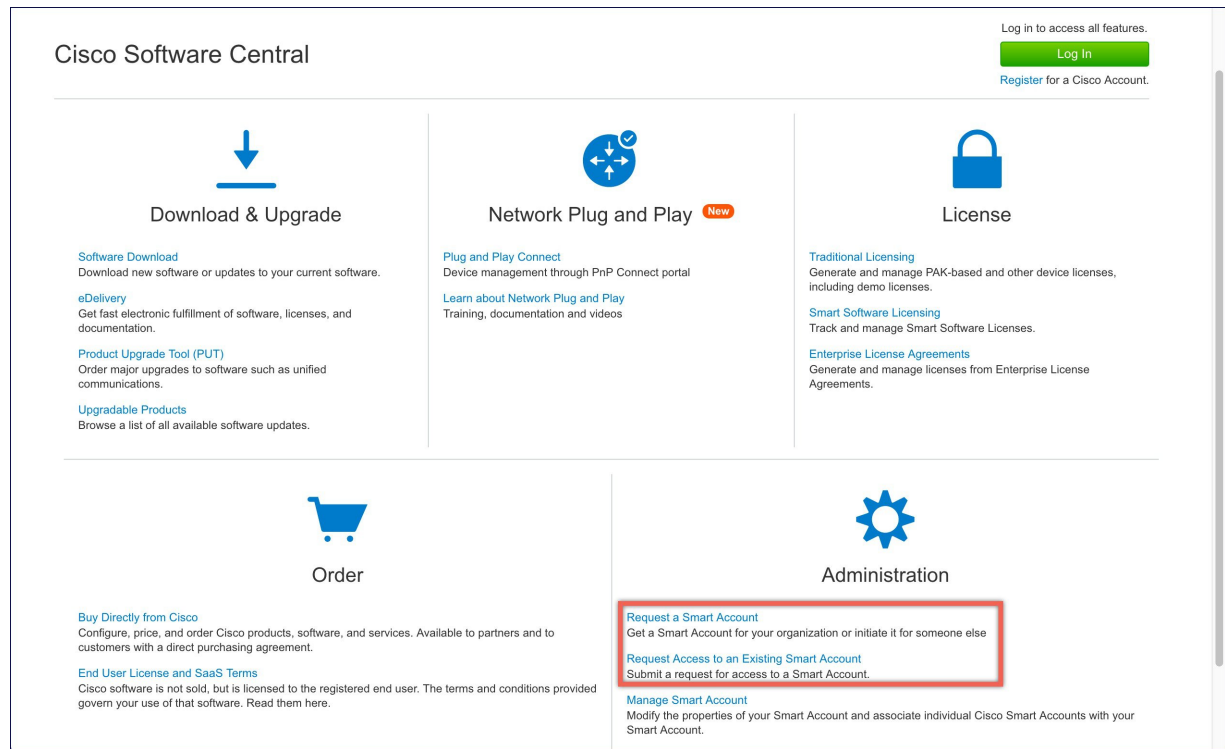 Log in to access all features.
Cisco Software Central
Log In
Register for a Cisco Account.
Download & Upgrade
Software Download
Download new software or updates to your current software.
eDelivery
Get fast electronic fulfillment of software, licenses, and
documentation.
Product Upgrade Tool (PUT)
Order major upgrades to software such as unified
communications.
Upgradable Products
Browse a list of all available software updates.
Network Plug and Play New
Plug and Play Connect
Device management through PnP Connect portal
Learn about Network Plug and Play
Training, documentation and videos
License
Traditional Licensing
Generate and manage PAK-based and other device licenses,
including demo licenses.
Smart Software Licensing
Track and manage Smart Software Licenses.
Enterprise License Agreements
Generate and manage licenses from Enterprise License
Agreements.
Order
Buy Directly from Cisco
Configure, price, and order Cisco products, software, and services. Available to partners and to
customers with a direct purchasing agreement.
End User License and SaaS Terms
Cisco software is not sold, but is licensed to the registered end user. The terms and conditions provided
govern your use of that software. Read them here.
Administration
Request a Smart Account
Get a Smart Account for your organization or initiate it for someone else
Request Access to an Existing Smart Account
Submit a request for access to a Smart Account.
Manage Smart Account
Modify the properties of your Smart Account and associate individual Cisco Smart Accounts with your
Smart Account.